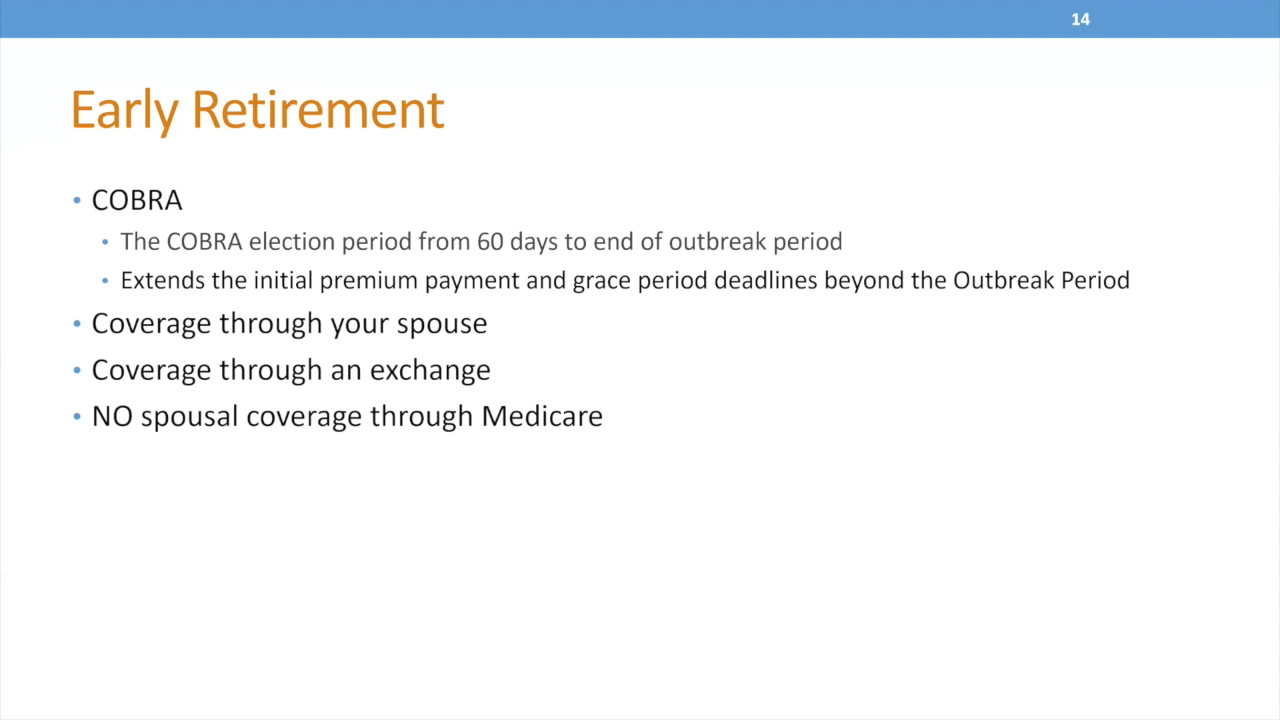 14
Early Retirement
• COBRA
• The COBRA election period from 60 days to end of outbreak period
• Extends the initial premium payment and grace period deadlines beyond the Outbreak Period
• Coverage through your spouse
• Coverage through an exchange
• NO spousal coverage through Medicare